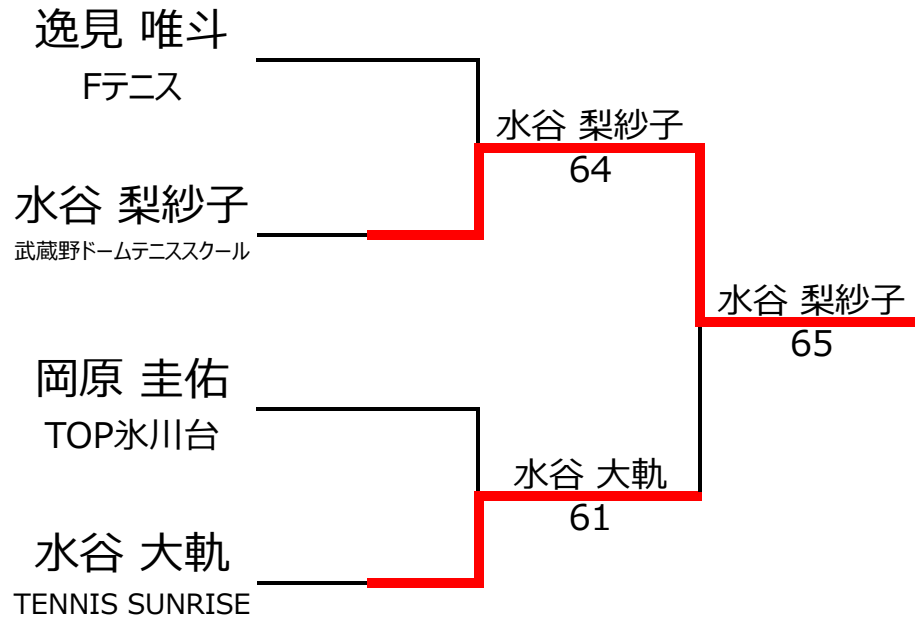 逸見 唯斗
Fテニス
水谷 梨紗子
64
水谷 梨紗子
武蔵野ドームテニススクール
水谷 梨紗子
65
岡原 圭佑
TOP氷川台
水谷 大軌
61
水谷 大軌
TENNIS SUNRISE